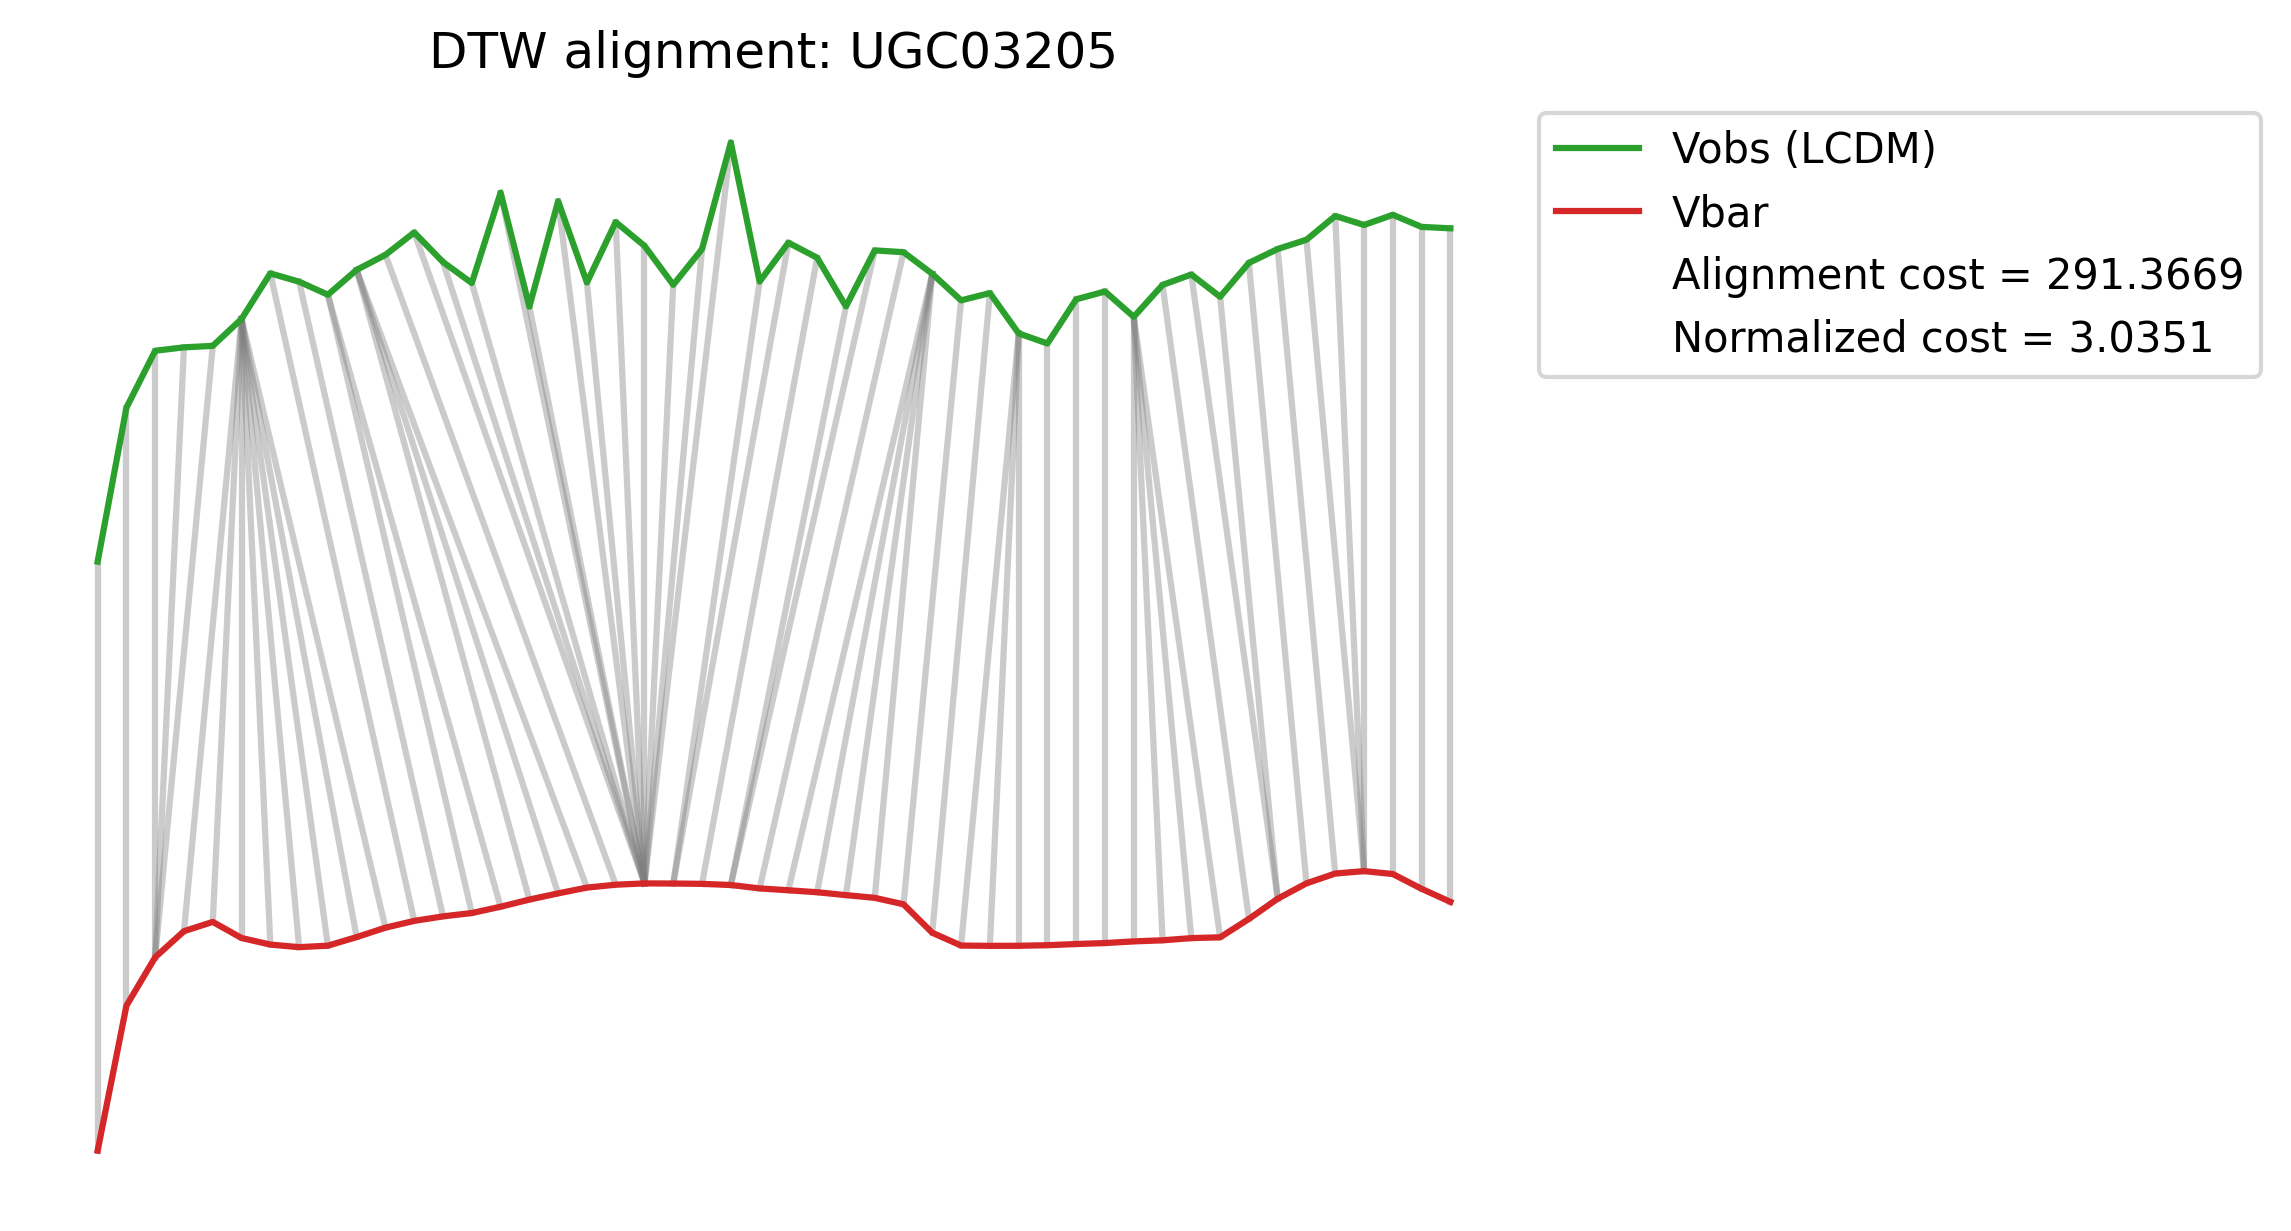 DTW alignment: UGC03205
Vobs (LCDM)
Vbar
Alignment cost = 291.3669
Normalized cost = 3.0351